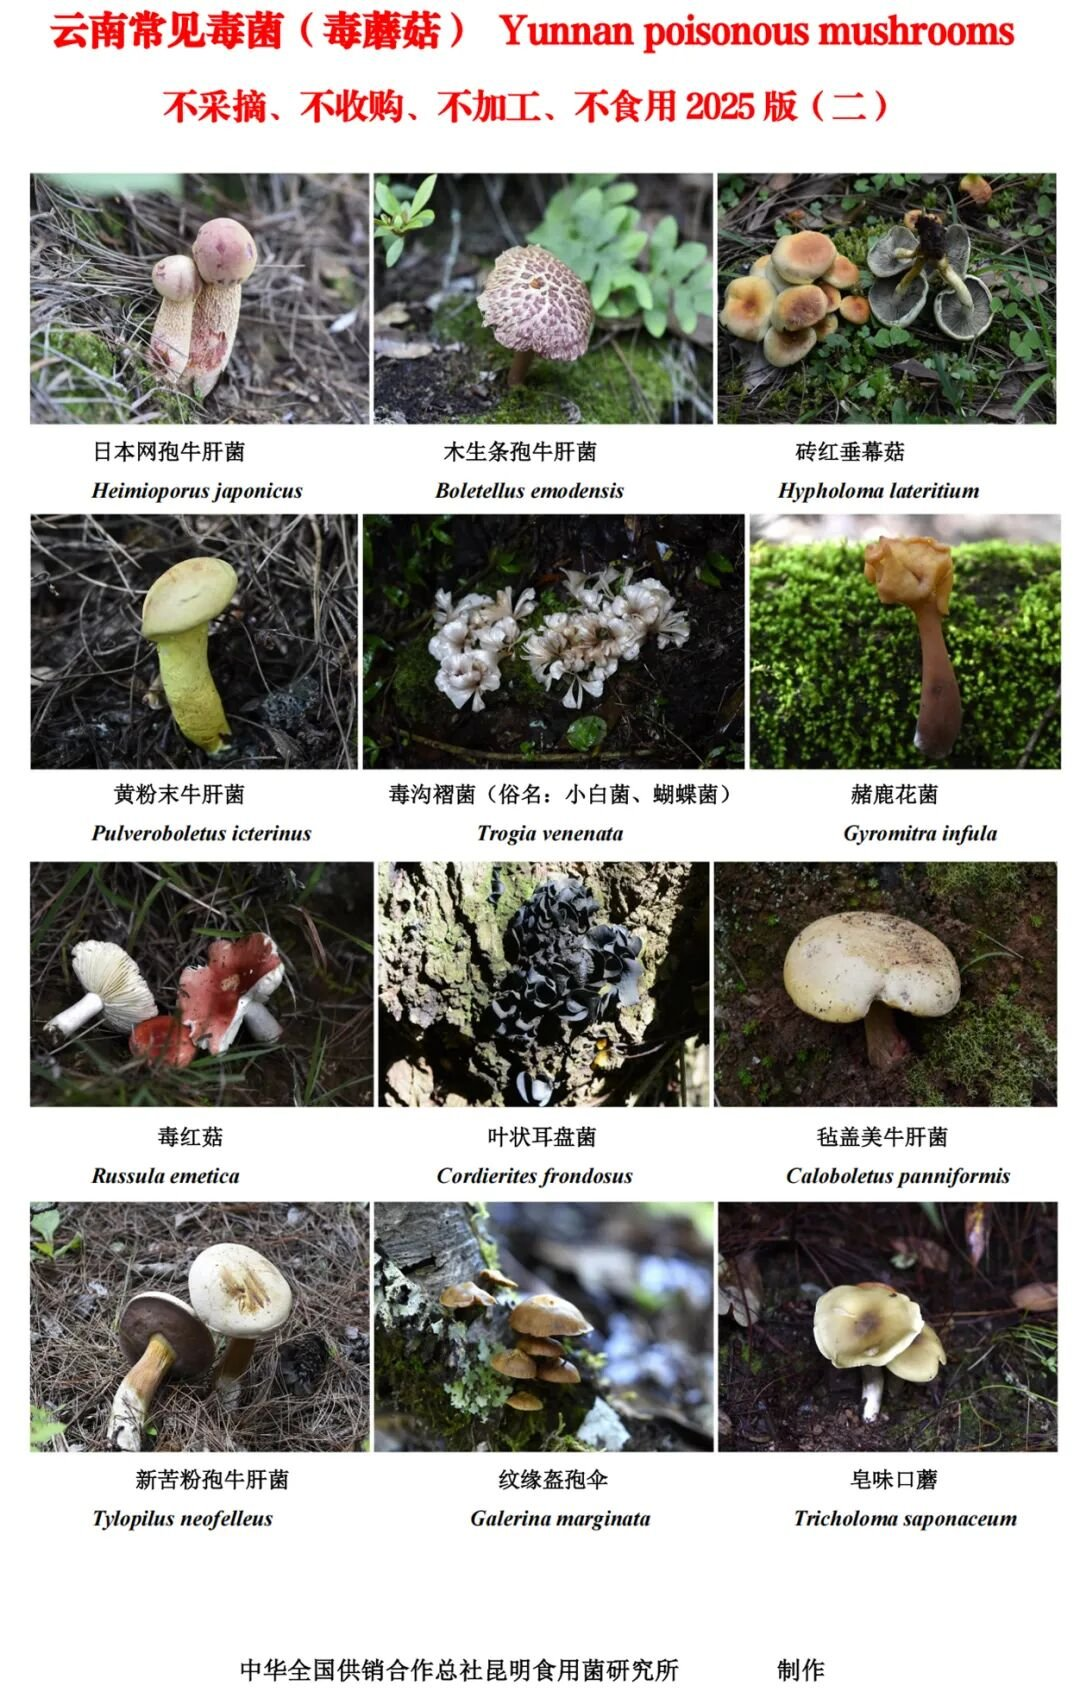 云南常见毒菌（毒蘑菇） Yunnan poisonous mushrooms
不采摘、不收购、不加工、不食用 2025 版（二）
日本网孢牛肝菌 木生条孢牛肝菌 砖红垂幕菇
Heimioporus japonicus Boletellus emodensis Hypholoma lateritium
黄粉末牛肝菌 毒沟褶菌（俗名：小白菌、蝴蝶菌） 赭鹿花菌
Pulveroboletus icterinus Trogia venenata Gyromitra infula
毒红菇 叶状耳盘菌 毡盖美牛肝菌
Russula emetica Cordierites frondosus Caloboletus panniformis
新苦粉孢牛肝菌 纹缘盔孢伞 皂味口蘑
Tylopilus neofelleus Galerina marginata Tricholoma saponaceum
中华全国供销合作总社昆明食用菌研究所 制作